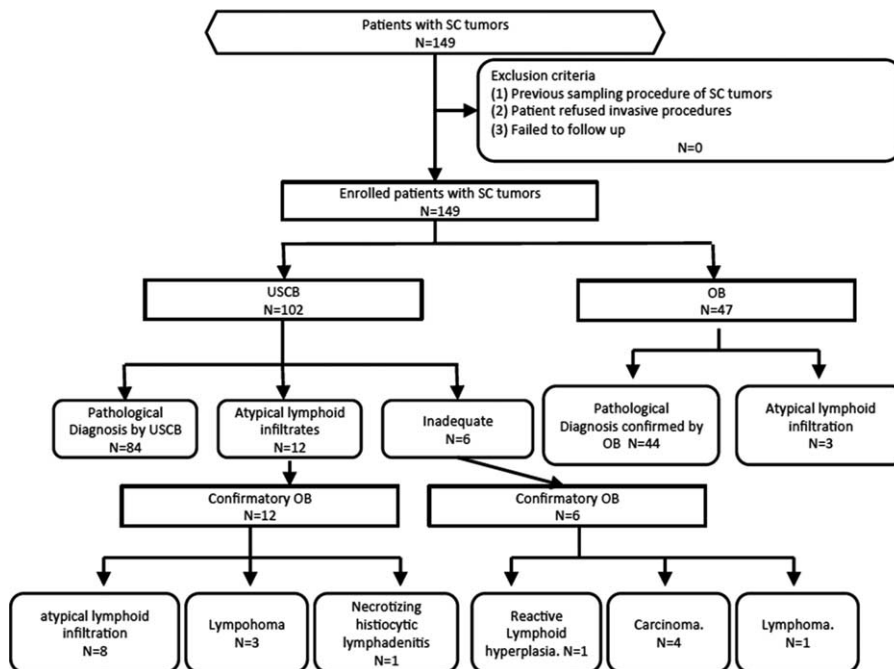 Patients with SC tumors
N=149
Exclusion criteria
(1) Previous sampling procedure of SC tumors
(2) Patient refused invasive procedures
(3) Failed to follow up
N=0
Enrolled patients with SC tumors
N=149
USCB
N=102
OB
N=47
Pathological
Diagnosis by USCB
N=84
Atypical lymphoid
infiltrates
N=12
Inadequate
N=6
Pathological
Diagnosis confirmed by
OB N=44
Atypical lymphoid
infiltration
N=3
Confirmatory OB
N=12
Confirmatory OB
N=6
atypical lymphoid
infiltration
N=8
Lympohoma
N=3
Necrotizing
histiocytic
lymphadenitis
N=1
Reactive
Lymphoid
hyperplasia. N=1
Carcinoma.
N=4
Lymphoma.
N=1